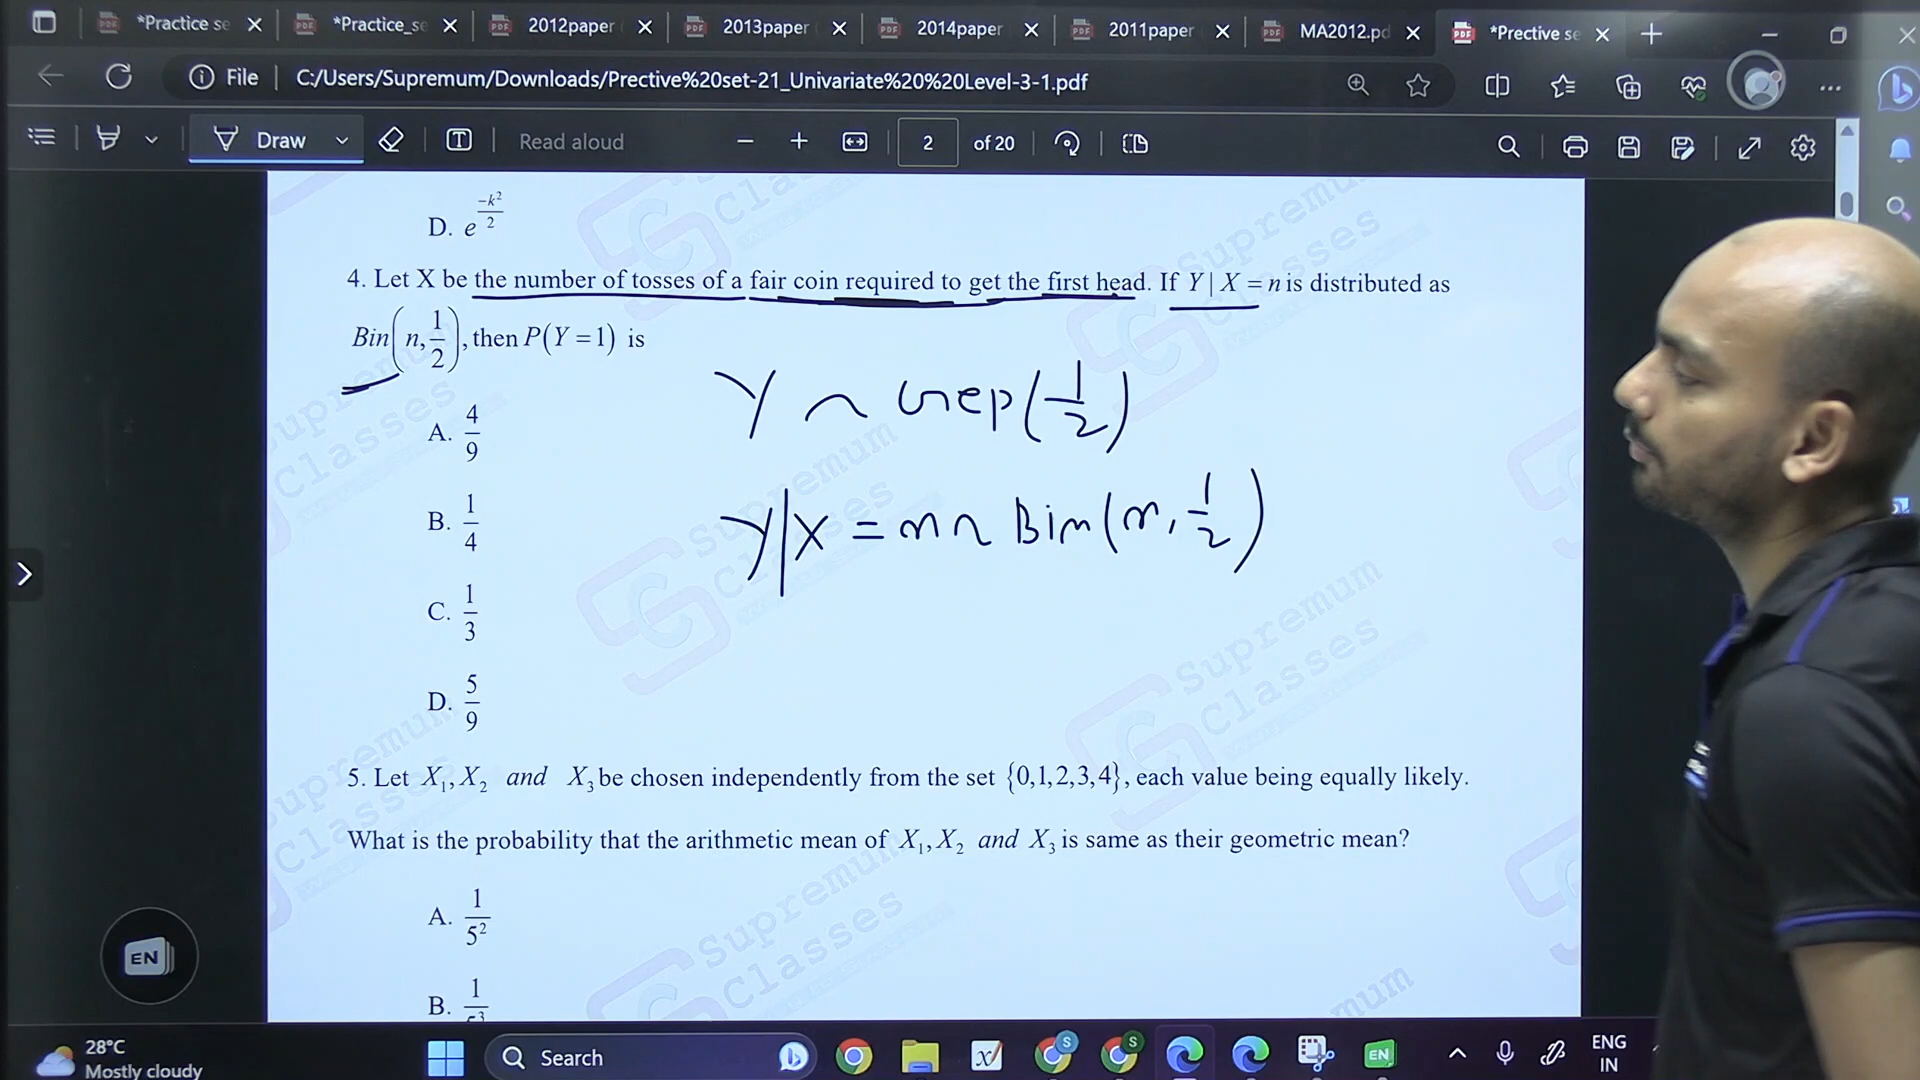 *Practice se
*Practice_se
2012paper
2013paper
2014paper
2011paper
MA2012.pd
*Prective se
File
C:/Users/Supremum/Downloads/Prective%20set-21_Univariate%20%20Level-3-1.pdf
Draw
Read aloud
2 of 20
D. e^(-k²/2)
4. Let X be the number of tosses of a fair coin required to get the first head. If Y | X = n is distributed as
Bin(n, 1/2), then P(Y = 1) is
Y ~ Gep(1/2)
A. 4/9
B. 1/4
Y|X = n ~ Bin(n, 1/2)
C. 1/3
D. 5/9
5. Let X₁, X₂ and X₃ be chosen independently from the set {0,1,2,3,4}, each value being equally likely.
What is the probability that the arithmetic mean of X₁, X₂ and X₃ is same as their geometric mean?
A. 1/5²
B. 1/5³
Supremum Classes
EN
28°C
Mostly cloudy
Search
EN
ENG
IN